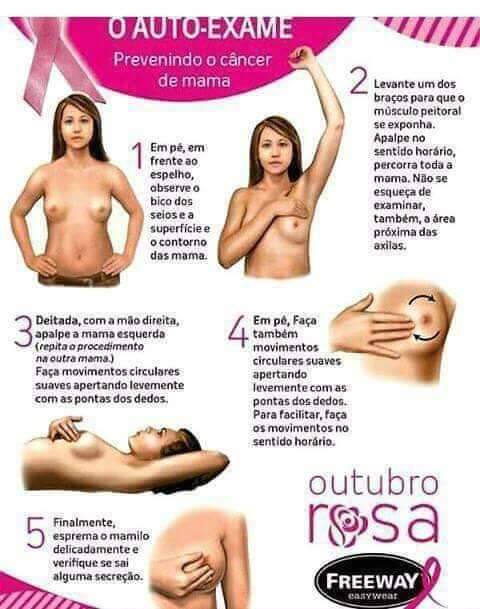 O AUTO-EXAME
Prevenindo o câncer
de mama
1
Em pé, em
frente ao
espelho,
observe o
bico dos
seios e a
superfície e
o contorno
das mama.
2
Levante um dos
braços para que o
músculo peitoral
se exponha.
Apalpe no
sentido horário,
percorra toda a
mama. Não se
esqueça de
examinar,
também, a área
próxima das
axilas.
3
Deitada, com a mão direita,
apalpe a mama esquerda
(repita o procedimento
na outra mama.)
Faça movimentos circulares
suaves apertando levemente
com as pontas dos dedos.
4
Em pé, Faça
também
movimentos
circulares suaves
apertando
levemente com as
pontas dos dedos.
Para facilitar, faça
os movimentos no
sentido horário.
5
Finalmente,
esprema o mamilo
delicadamente e
verifique se sai
alguma secreção.
outubro
rosa
FREEWAY
easywear